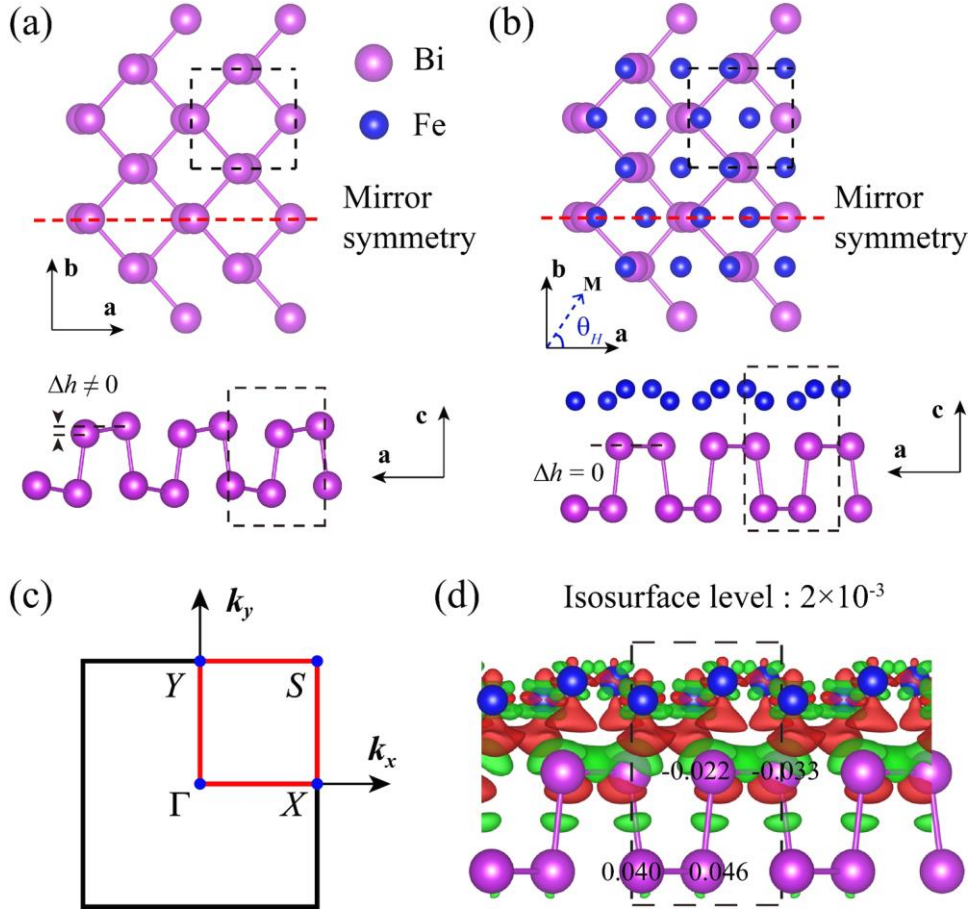 (a)
Bi
Fe
Mirror
symmetry
b
a
Δh ≠ 0
c
a
(b)
Mirror
symmetry
b
M
θH
a
c
a
Δh = 0
(c)
ky
Y
S
kx
Γ
X
(d)
Isosurface level : 2×10⁻³
-0.022
-0.033
0.040
0.046